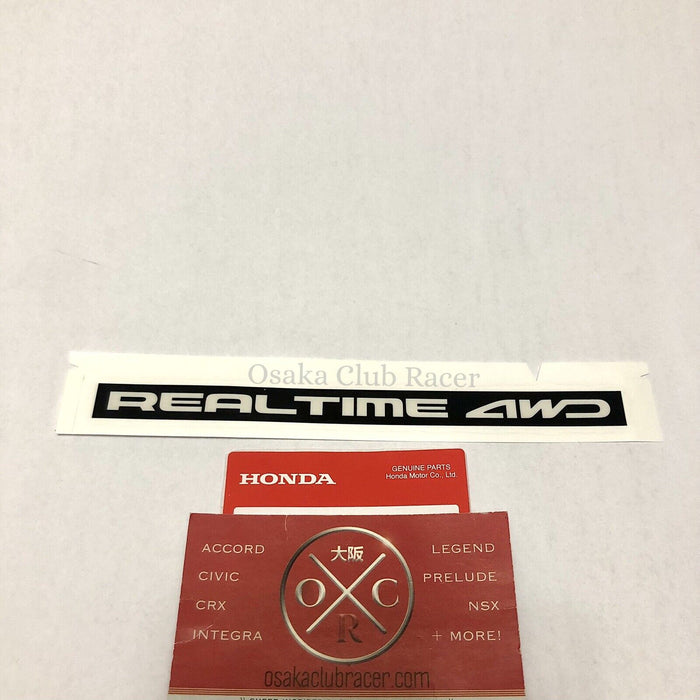 Osaka Club Racer
REALTIME 4WD
HONDA
GENUINE PARTS
Honda Motor Co., Ltd.
ACCORD
CIVIC
CRX
INTEGRA
大阪
O C
R
LEGEND
PRELUDE
NSX
+ MORE!
osakaclubracer.com